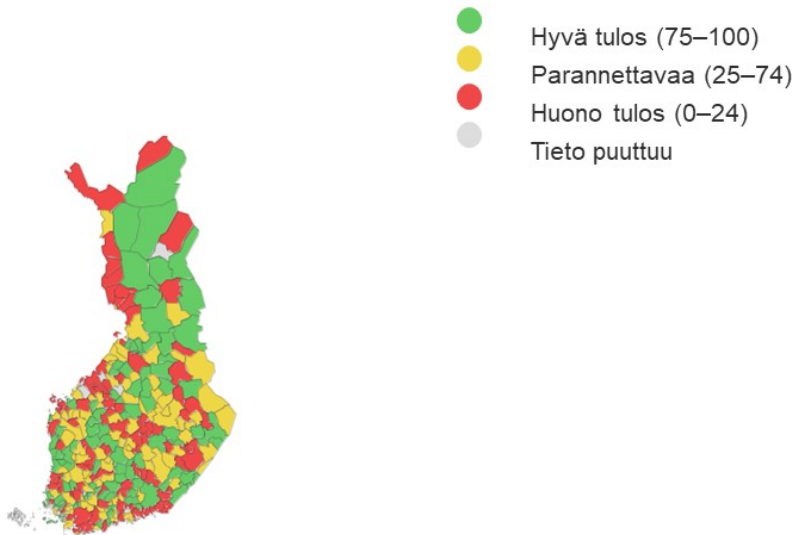 Hyvä tulos (75–100)
Parannettavaa (25–74)
Huono tulos (0–24)
Tieto puuttuu